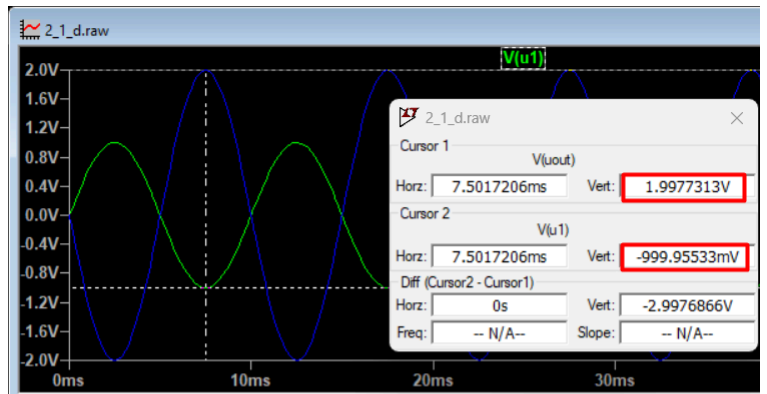 2_1_d.raw
V(u1)
2.0V
1.6V
1.2V
0.8V
0.4V
0.0V
-0.4V
-0.8V
-1.2V
-1.6V
-2.0V
0ms 10ms 20ms 30ms
2_1_d.raw
Cursor 1
V(uout)
Horz: 7.5017206ms Vert: 1.9977313V
Cursor 2
V(u1)
Horz: 7.5017206ms Vert: -999.95533mV
Diff (Cursor2 - Cursor1)
Horz: 0s Vert: -2.9976866V
Freq: -- N/A-- Slope: -- N/A--